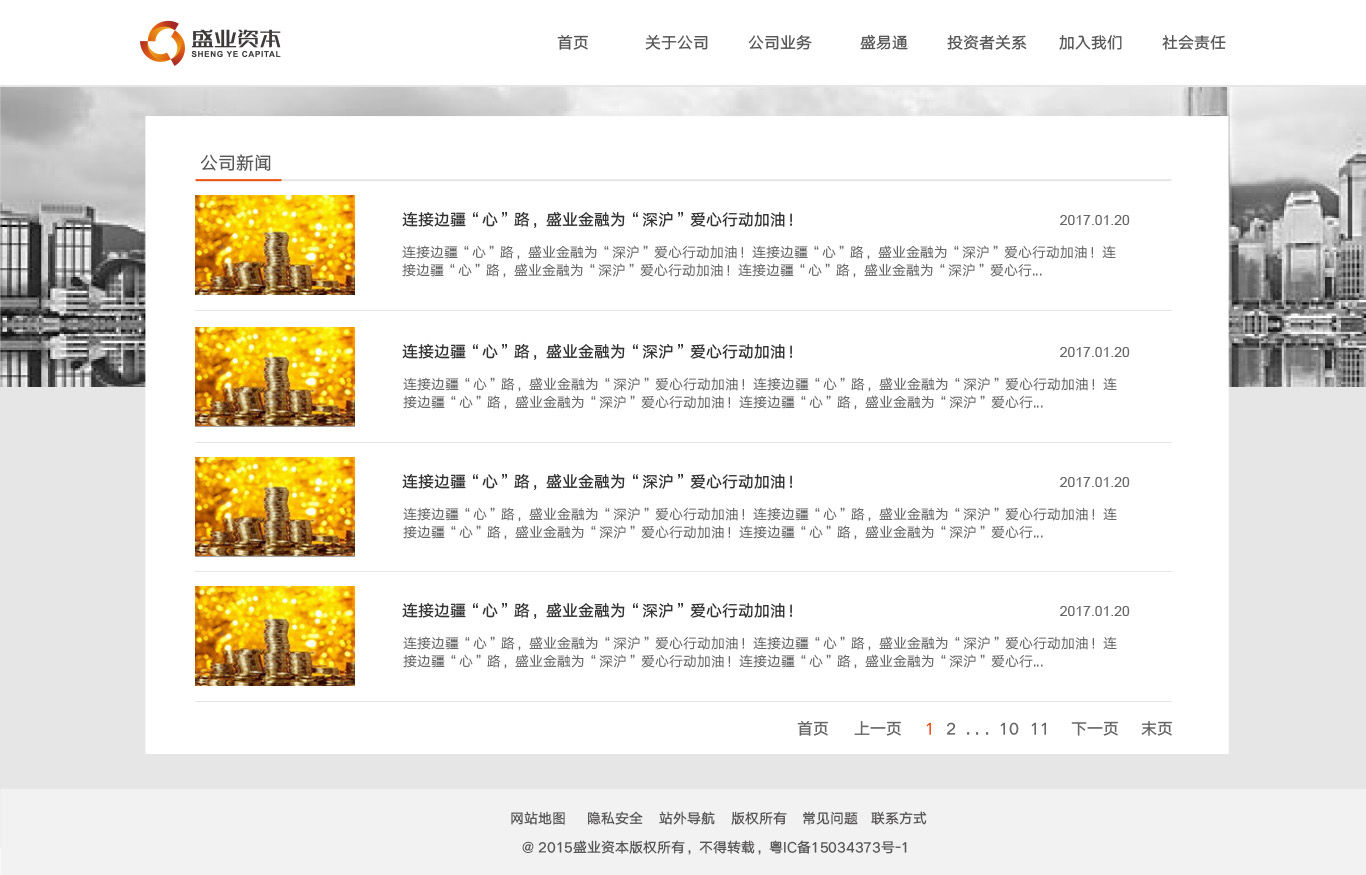 盛业资本
SHENG YE CAPITAL
首页 关于公司 公司业务 盛易通 投资者关系 加入我们 社会责任
公司新闻
连接边疆“心”路，盛业金融为“深沪”爱心行动加油！ 2017.01.20
连接边疆“心”路，盛业金融为“深沪”爱心行动加油！连接边疆“心”路，盛业金融为“深沪”爱心行动加油！连
接边疆“心”路，盛业金融为“深沪”爱心行动加油！连接边疆“心”路，盛业金融为“深沪”爱心行...
连接边疆“心”路，盛业金融为“深沪”爱心行动加油！ 2017.01.20
连接边疆“心”路，盛业金融为“深沪”爱心行动加油！连接边疆“心”路，盛业金融为“深沪”爱心行动加油！连
接边疆“心”路，盛业金融为“深沪”爱心行动加油！连接边疆“心”路，盛业金融为“深沪”爱心行...
连接边疆“心”路，盛业金融为“深沪”爱心行动加油！ 2017.01.20
连接边疆“心”路，盛业金融为“深沪”爱心行动加油！连接边疆“心”路，盛业金融为“深沪”爱心行动加油！连
接边疆“心”路，盛业金融为“深沪”爱心行动加油！连接边疆“心”路，盛业金融为“深沪”爱心行...
连接边疆“心”路，盛业金融为“深沪”爱心行动加油！ 2017.01.20
连接边疆“心”路，盛业金融为“深沪”爱心行动加油！连接边疆“心”路，盛业金融为“深沪”爱心行动加油！连
接边疆“心”路，盛业金融为“深沪”爱心行动加油！连接边疆“心”路，盛业金融为“深沪”爱心行...
首页 上一页 1 2 ... 10 11 下一页 末页
网站地图 隐私安全 站外导航 版权所有 常见问题 联系方式
@ 2015盛业资本版权所有，不得转载，粤IC备15034373号-1